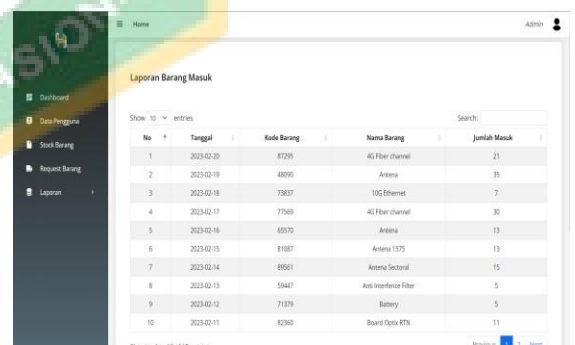 Home
Admin
Dashboard
Data Pengguna
Stock Barang
Request Barang
Laporan
Laporan Barang Masuk
Show 10 entries
Search:
No Tanggal Kode Barang Nama Barang Jumlah Masuk
1 2023-02-20 87295 4G Fiber channel 21
2 2023-02-19 48090 Antena 35
3 2023-02-18 73837 10G Ethernet 7
4 2023-02-17 77569 4G Fiber channel 30
5 2023-02-16 65570 Antena 13
6 2023-02-15 81087 Antena 1575 13
7 2023-02-14 89561 Antena Sectoral 15
8 2023-02-13 59447 Anti Interfence Filter 5
9 2023-02-12 71379 Battery 5
10 2023-02-11 82360 Board Optix RTN 11
Previous 1 2 Next